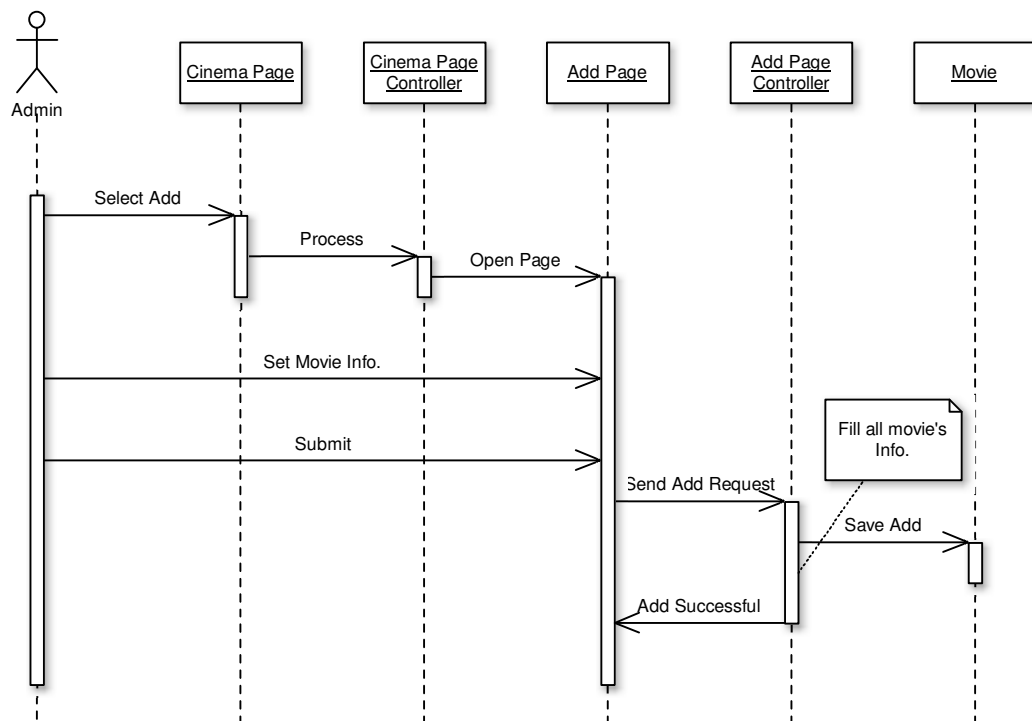 Admin
Cinema Page
Cinema Page
Controller
Add Page
Add Page
Controller
Movie
Select Add
Process
Open Page
Set Movie Info.
Fill all movie's
Info.
Submit
Send Add Request
Save Add
Add Successful